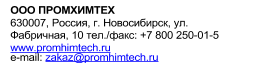 ООО ПРОМХИМТЕХ
630007, Россия, г. Новосибирск, ул.
Фабричная, 10 тел./факс: +7 800 250-01-5
www.promhimtech.ru
e-mail: zakaz@promhimtech.ru